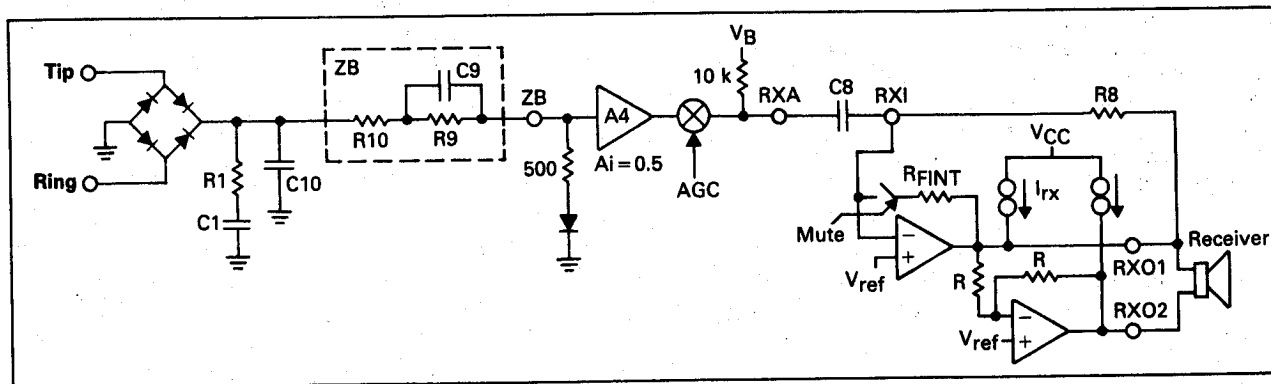 Tip
Ring
R1
C1
C10
ZB
R10
C9
R9
ZB
500
A4
Ai = 0.5
AGC
VB
10 k
RXA
C8
RXI
R8
VCC
RFINT
Irx
Mute
Vref
R
R
Vref
RXO1
RXO2
Receiver